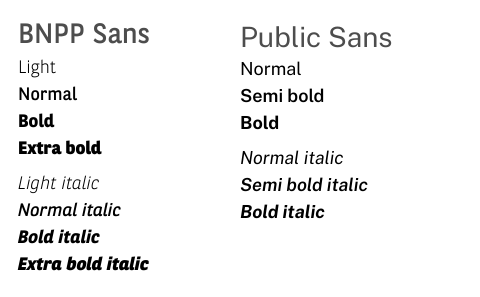 BNPP Sans
Light
Normal
Bold
Extra bold
Light italic
Normal italic
Bold italic
Extra bold italic
Public Sans
Normal
Semi bold
Bold
Normal italic
Semi bold italic
Bold italic